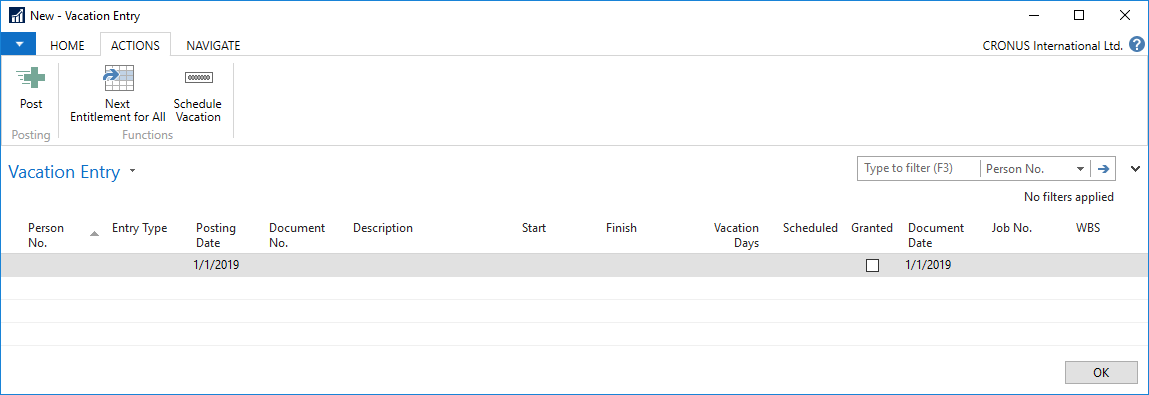 New - Vacation Entry
HOME ACTIONS NAVIGATE CRONUS International Ltd. ?
Post Next Schedule
Entitlement for All Vacation
Posting Functions
Vacation Entry Type to filter (F3) Person No.
No filters applied
Person Entry Type Posting Document Description Start Finish Vacation Scheduled Granted Document Job No. WBS
No. Date No. Days Date
1/1/2019 1/1/2019
OK